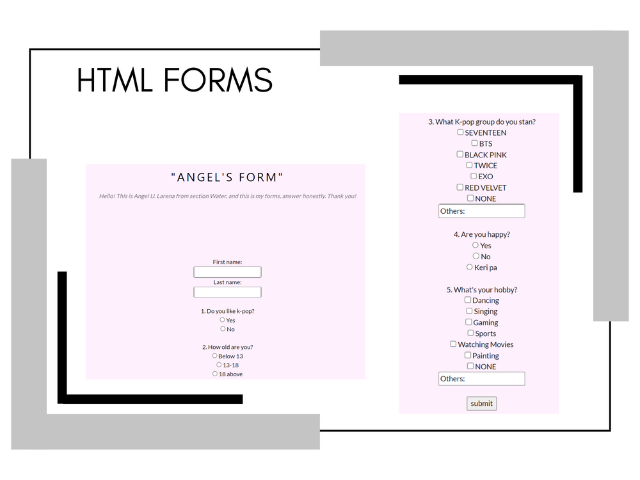 HTML FORMS
"ANGEL'S FORM"
Hello! This is Angel U. Larena from section Water, and this is my forms, answer honestly. Thank you!
First name:
Last name:
1. Do you like k-pop?
Yes
No
2. How old are you?
Below 13
13-18
18 above
3. What K-pop group do you stan?
SEVENTEEN
BTS
BLACK PINK
TWICE
EXO
RED VELVET
NONE
Others:
4. Are you happy?
Yes
No
Keri pa
5. What's your hobby?
Dancing
Singing
Gaming
Sports
Watching Movies
Painting
NONE
Others:
submit